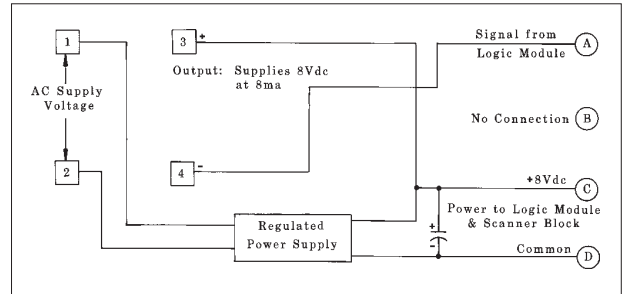 1
3
+
Signal from
Logic Module
A
Output: Supplies 8Vdc
at 8ma
AC Supply
Voltage
No Connection
B
2
4
-
+8Vdc
C
Regulated
Power Supply
+
-
Power to Logic Module
& Scanner Block
Common
D